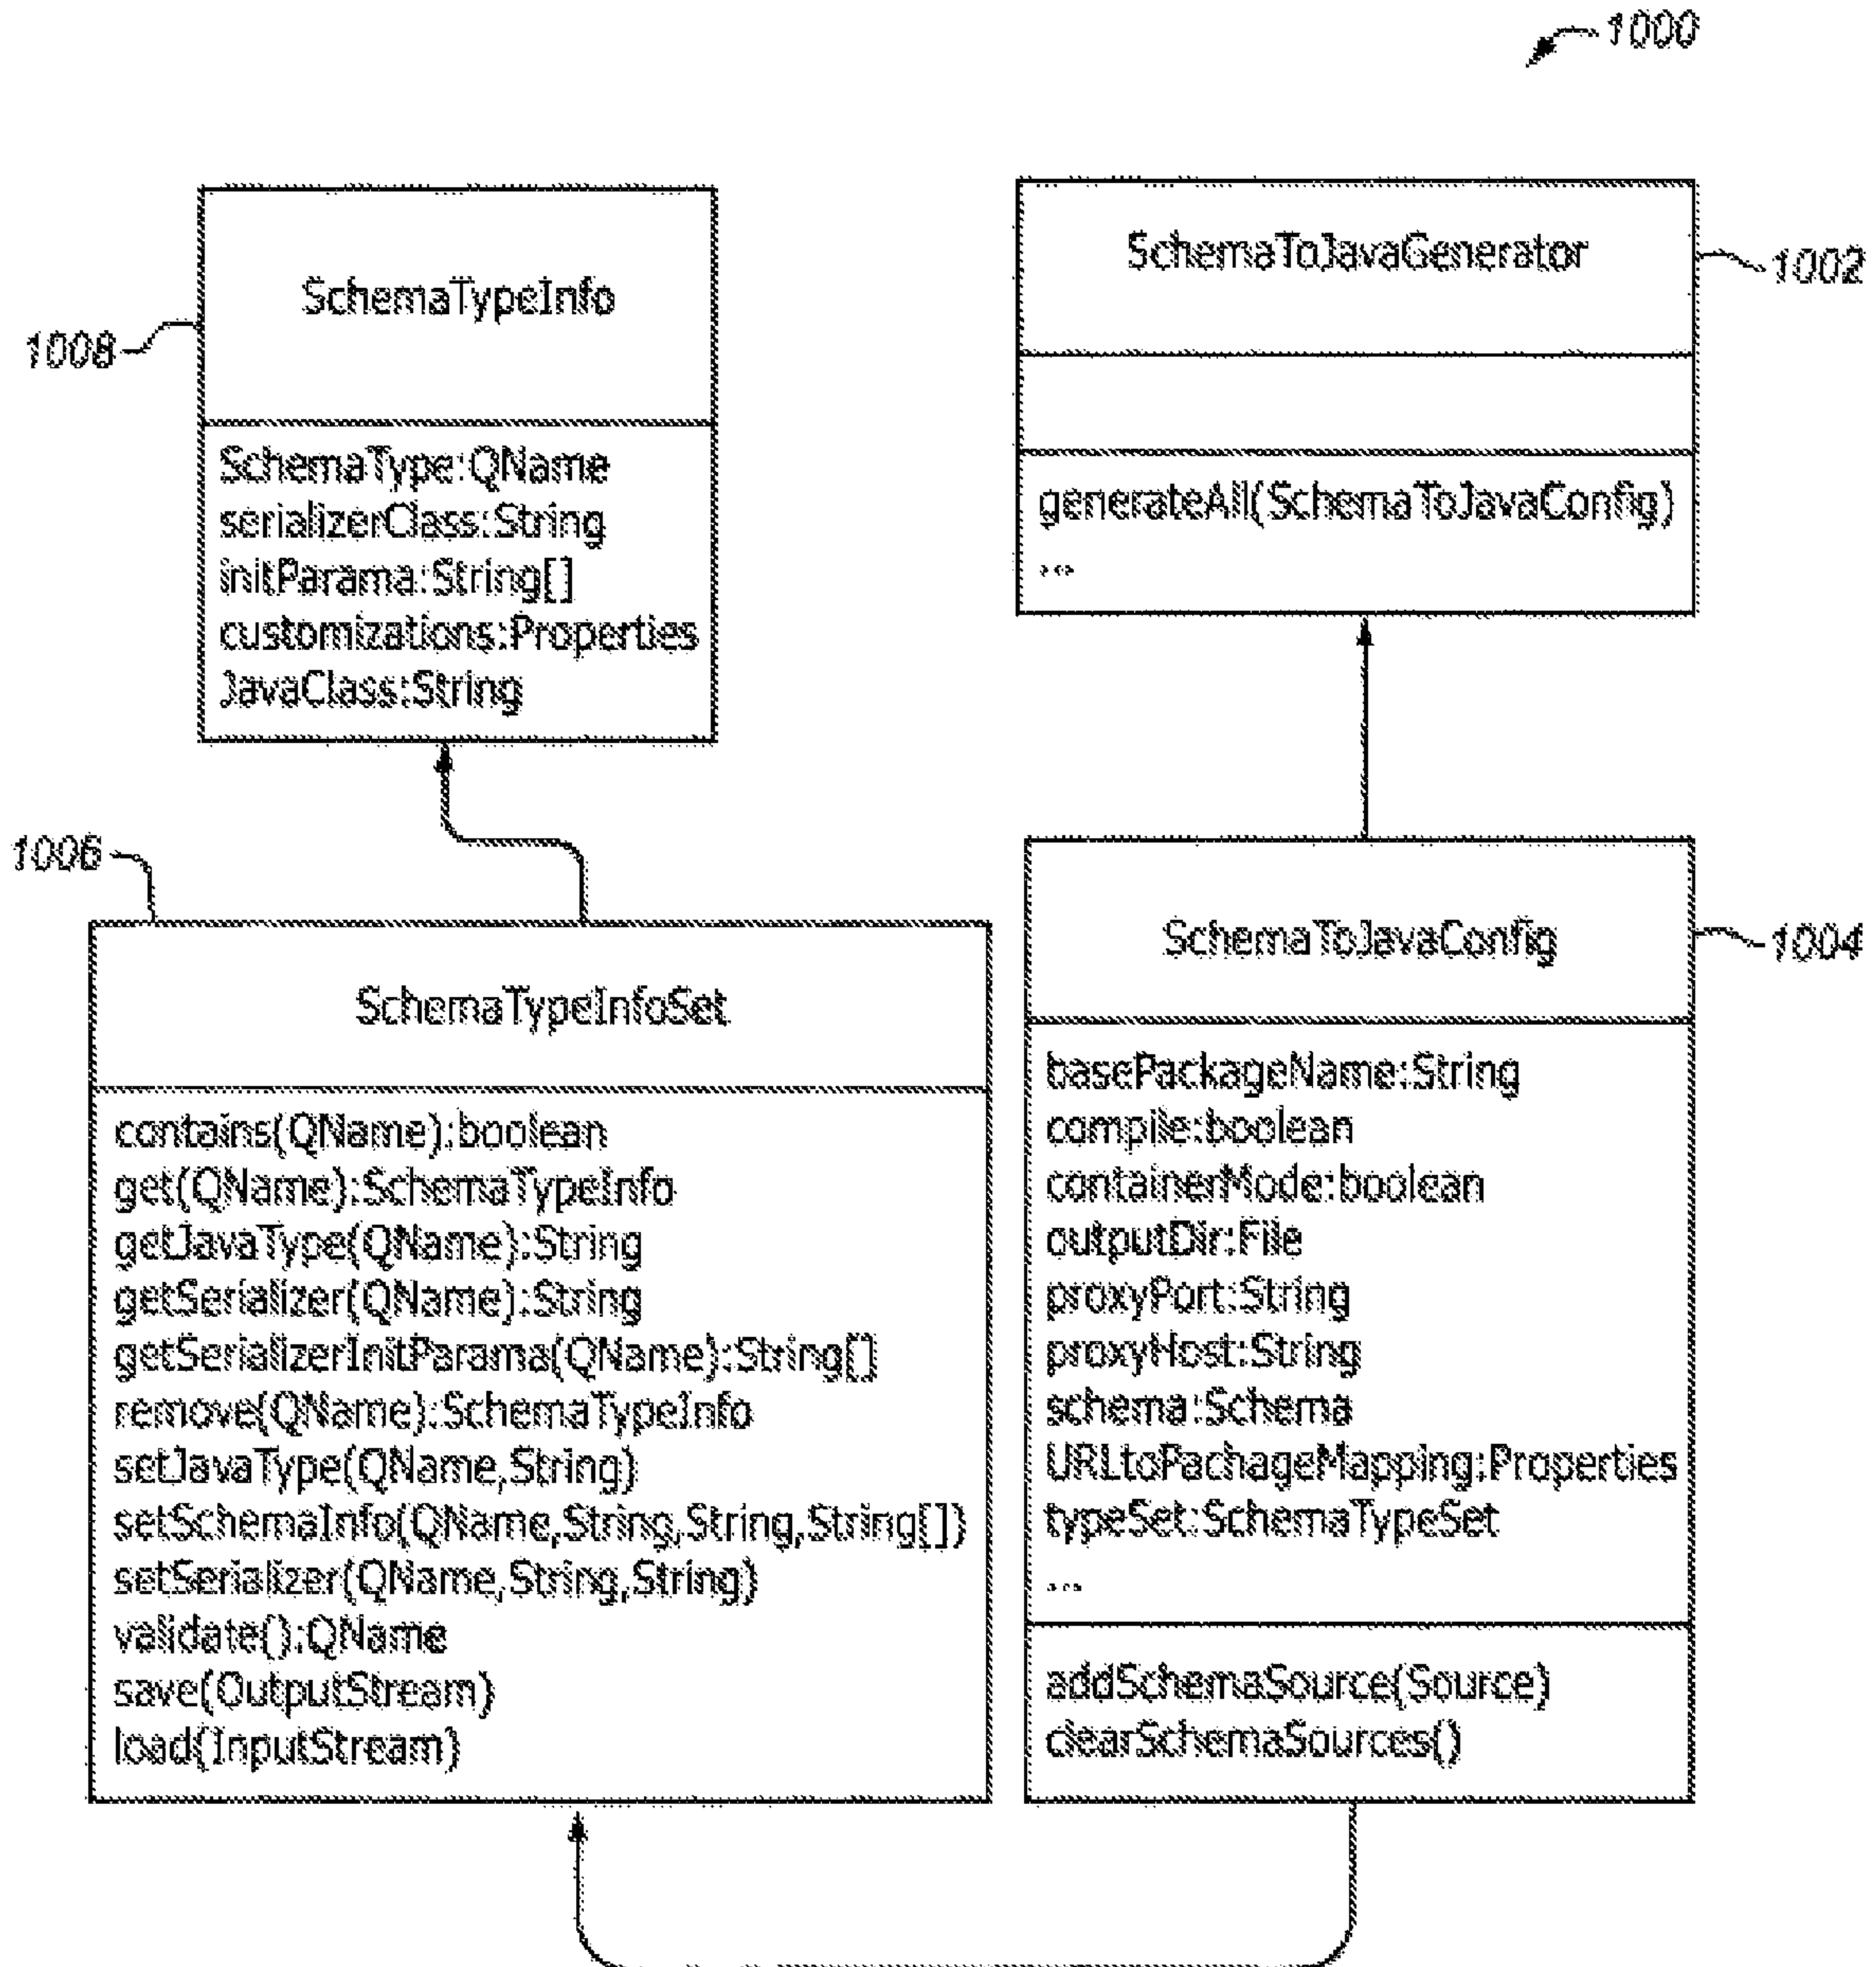 1000
SchemaTypeInfo
1008
SchemaType:QName
serializerClass:String
initParama:String[]
customizations:Properties
JavaClass:String
SchemaToJavaGenerator
1002
generateAll(SchemaToJavaConfig)
...
1006
SchemaTypeInfoSet
contains(QName):boolean
get(QName):SchemaTypeInfo
getJavaType(QName):String
getSerializer(QName):String
getSerializerInitParama(QName):String[]
remove(QName):SchemaTypeInfo
setJavaType(QName,String)
setSchemaInfo(QName,String,String,String[])
setSerializer(QName,String,String)
validate():QName
save(OutputStream)
load(InputStream)
SchemaToJavaConfig
1004
basePackageName:String
compile:boolean
containerMode:boolean
outputDir:File
proxyPort:String
proxyHost:String
schema:Schema
URLtoPachageMapping:Properties
typeSet:SchemaTypeSet
...
addSchemaSource(Source)
clearSchemaSources()